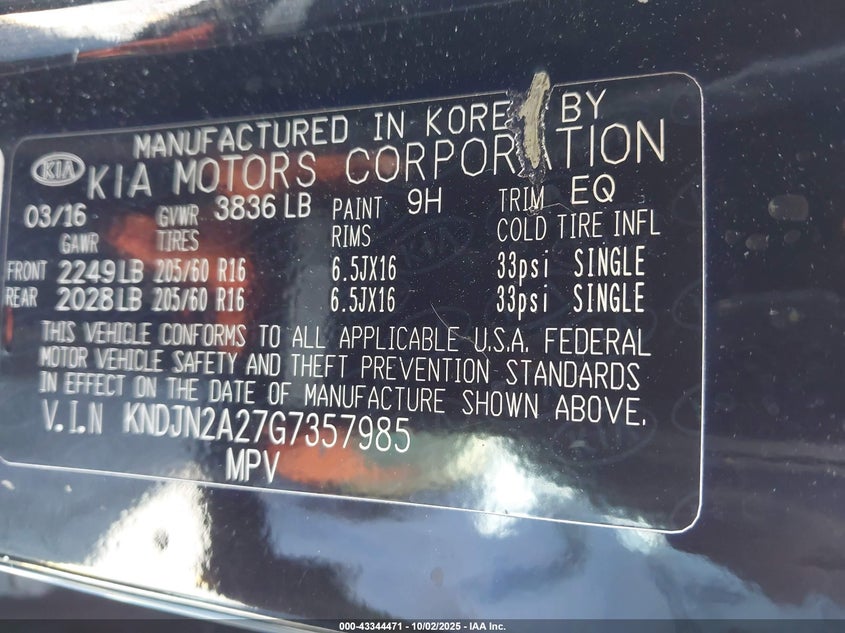 MANUFACTURED IN KORE BY
KIA KIA MOTORS CORPORATION
03/16 GVWR 3836 LB PAINT 9H TRIM EQ
GAWR TIRES RIMS COLD TIRE INFL
FRONT 2249 LB 205/60 R16 6.5JX16 33psi SINGLE
REAR 2028 LB 205/60 R16 6.5JX16 33psi SINGLE
THIS VEHICLE CONFORMS TO ALL APPLICABLE U.S.A. FEDERAL
MOTOR VEHICLE SAFETY AND THEFT PREVENTION STANDARDS
IN EFFECT ON THE DATE OF MANUFACTURE SHOWN ABOVE.
V.I.N KNDJN2A27G7357985
MPV
000-43344471 - 10/02/2025 - IAA Inc.